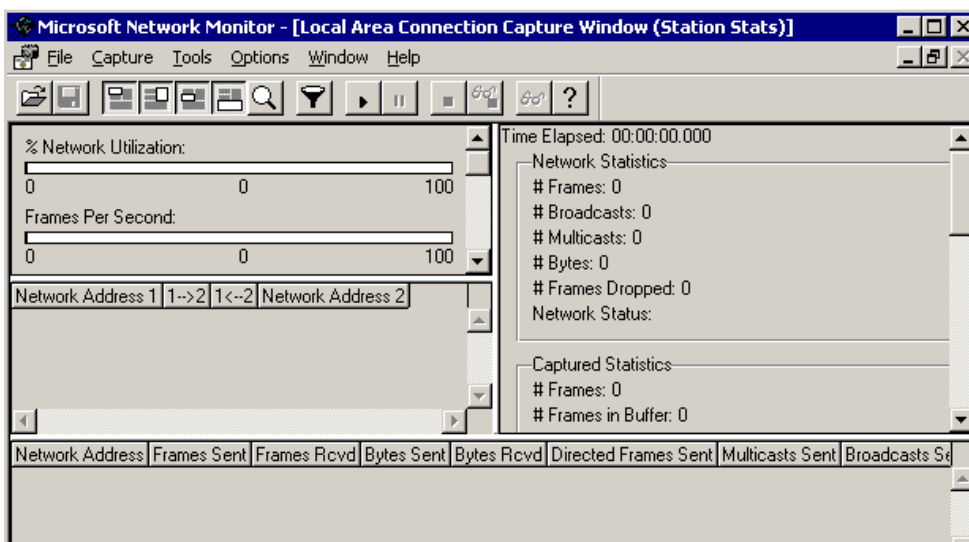 Microsoft Network Monitor - [Local Area Connection Capture Window (Station Stats)]
File Capture Tools Options Window Help
?
% Network Utilization:
0 0 100
Frames Per Second:
0 0 100
Network Address 1 1-->2 1<--2 Network Address 2
Time Elapsed: 00:00:00.000
Network Statistics
# Frames: 0
# Broadcasts: 0
# Multicasts: 0
# Bytes: 0
# Frames Dropped: 0
Network Status:
Captured Statistics
# Frames: 0
# Frames in Buffer: 0
Network Address Frames Sent Frames Rcvd Bytes Sent Bytes Rcvd Directed Frames Sent Multicasts Sent Broadcasts Se